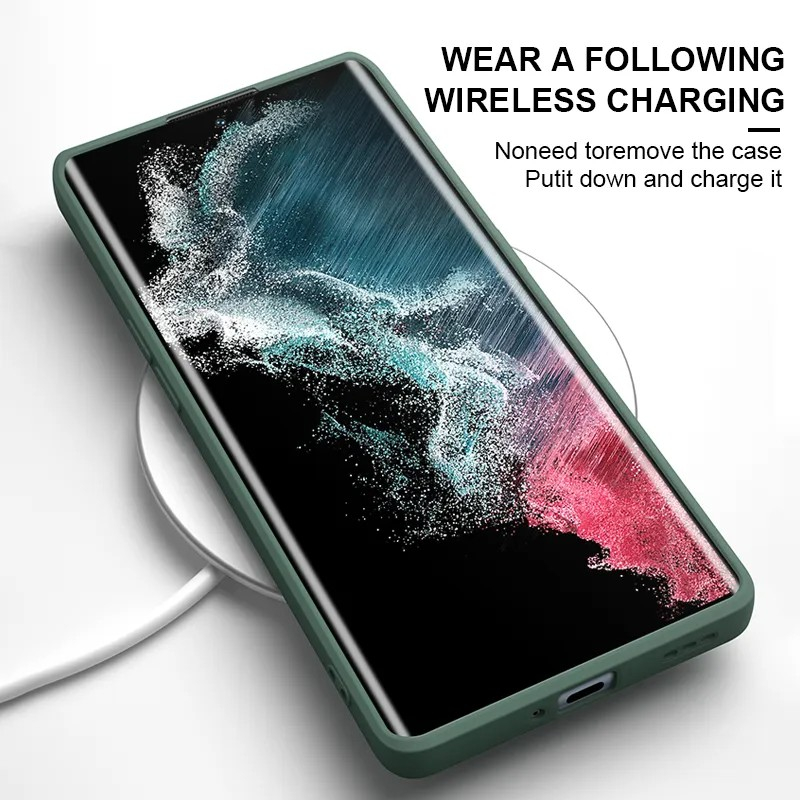 WEAR A FOLLOWING
WIRELESS CHARGING
Noneed toremove the case
Putit down and charge it